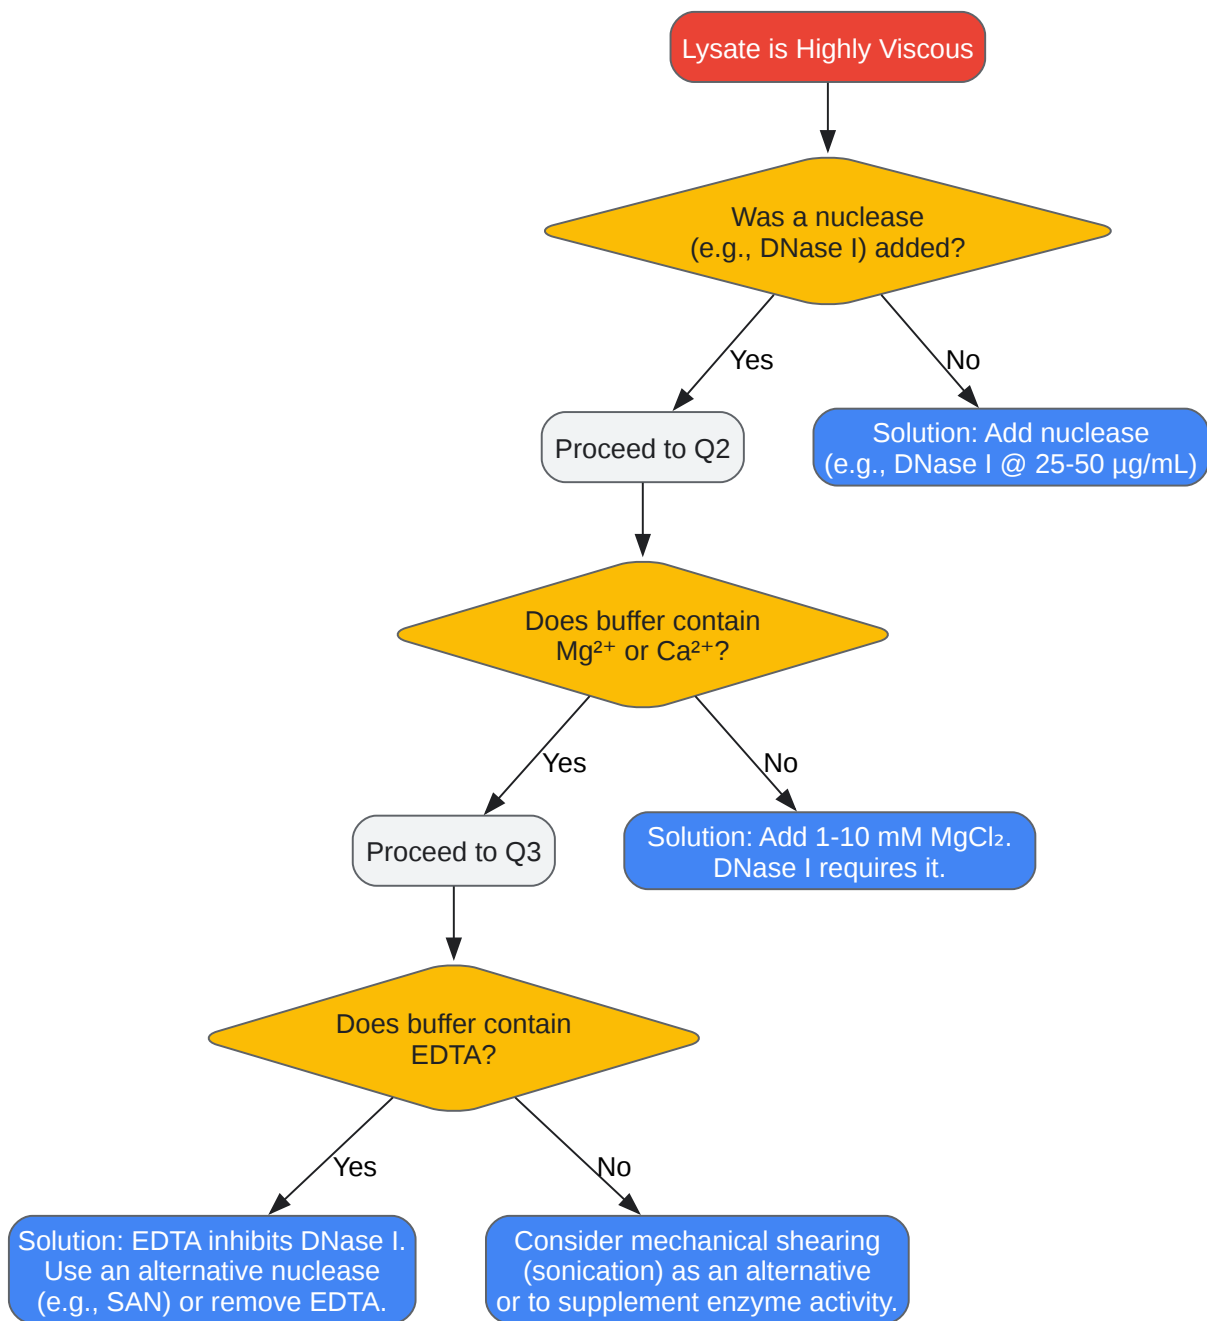 Lysate is Highly Viscous
Was a nuclease
(e.g., DNase I) added?
Yes
No
Proceed to Q2
Solution: Add nuclease
(e.g., DNase I @ 25-50 µg/mL)
Does buffer contain
Mg²⁺ or Ca²⁺?
Yes
No
Proceed to Q3
Solution: Add 1-10 mM MgCl₂.
DNase I requires it.
Does buffer contain
EDTA?
Yes
No
Solution: EDTA inhibits DNase I.
Use an alternative nuclease
(e.g., SAN) or remove EDTA.
Consider mechanical shearing
(sonication) as an alternative
or to supplement enzyme activity.